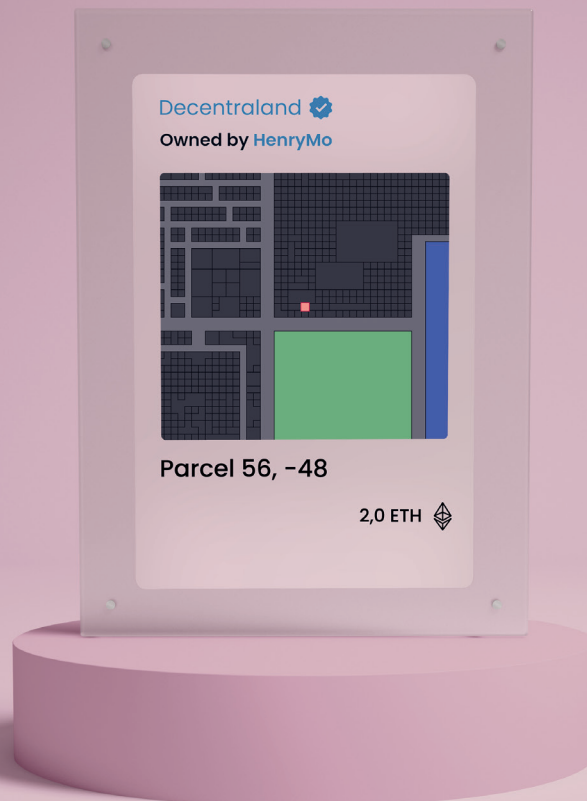 Decentraland
Owned by HenryMo
Parcel 56, -48
2,0 ETH